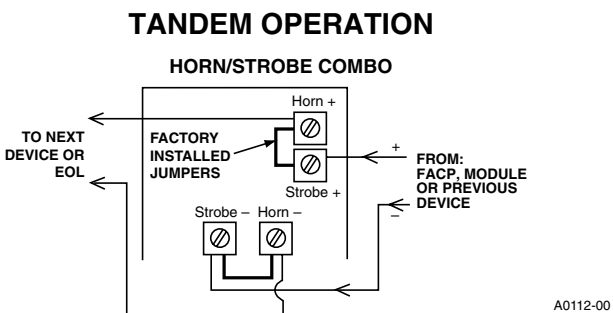 TANDEM OPERATION
HORN/STROBE COMBO
Horn +
TO NEXT
DEVICE OR
EOL
FACTORY
INSTALLED
JUMPERS
Strobe +
+
FROM:
FACP, MODULE
OR PREVIOUS
DEVICE
–
Strobe – Horn –
A0112-00